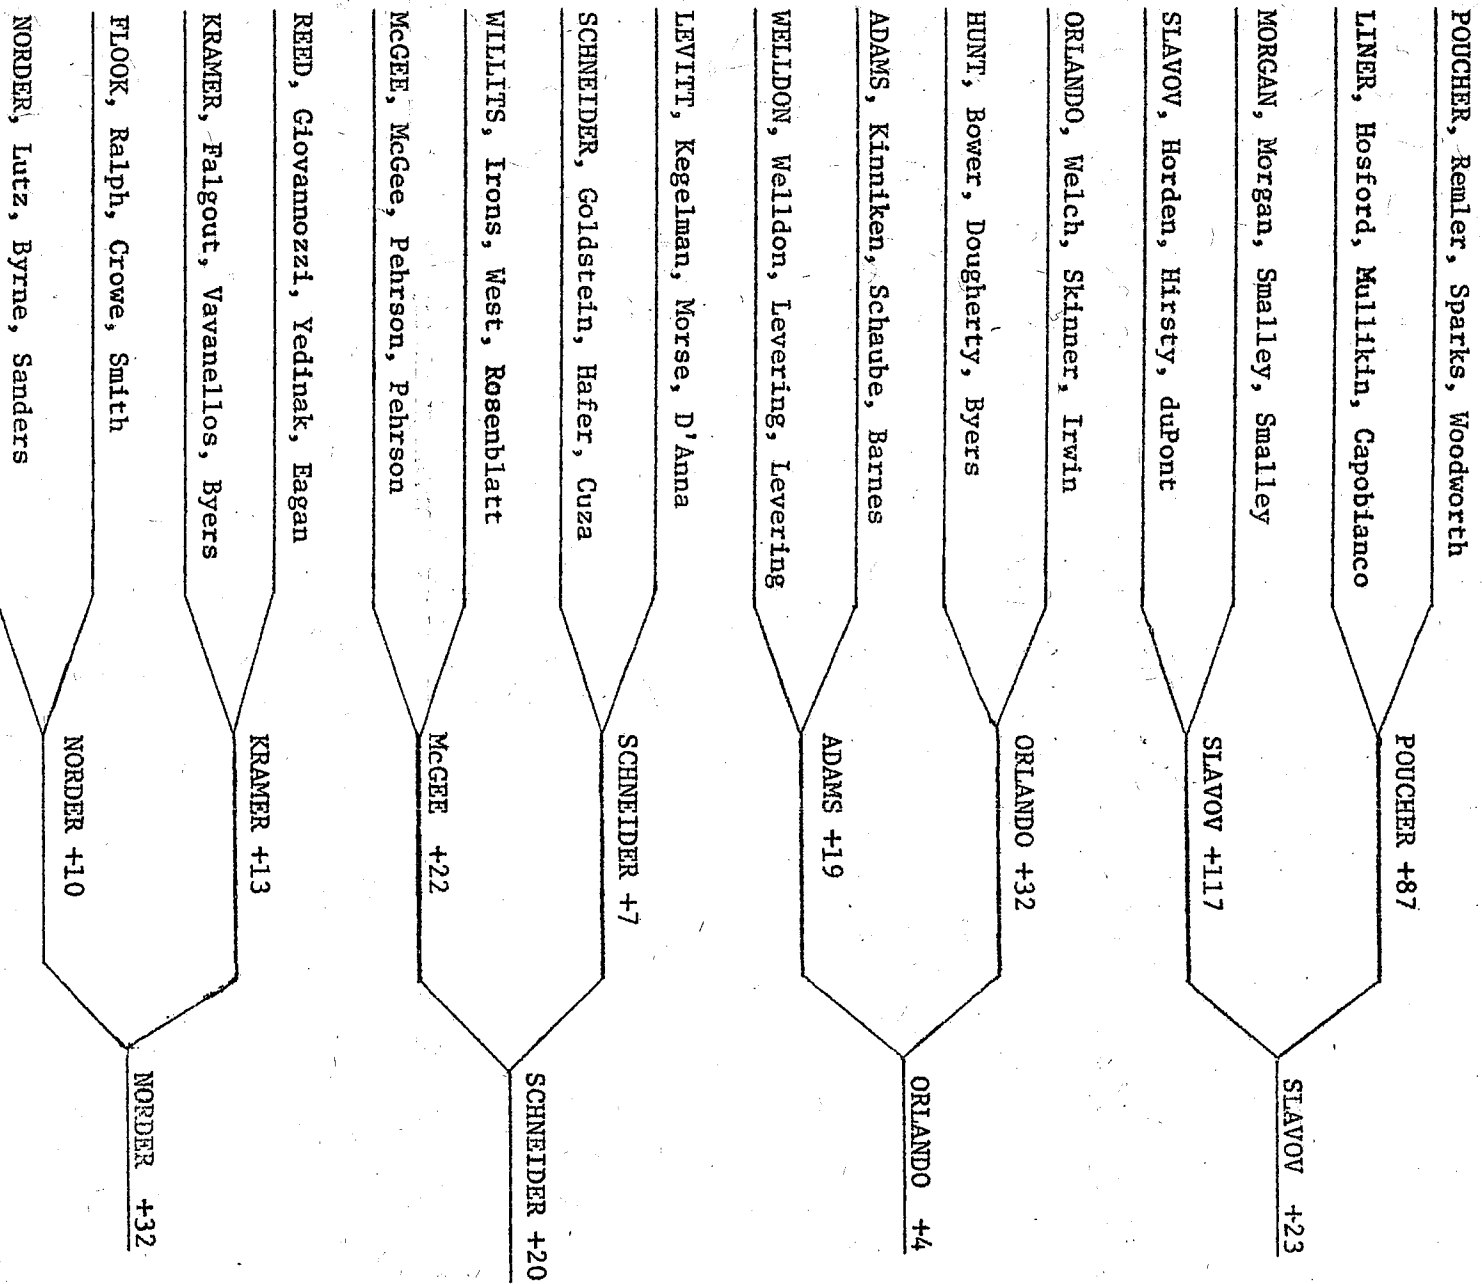 POUCHER, Remler, Sparks, Woodworth
LINER, Hosford, Mullikin, Capobianco
MORGAN, Morgan, Smalley, Smalley
SLAVOV, Horden, Hirsty, duPont
ORLANDO, Welch, Skinner, Irwin
HUNT, Bower, Dougherty, Byers
ADAMS, Kinniken, Schaube, Barnes
WELLDON, Welldon, Levering, Levering
LEVITT, Kegelman, Morse, D'Anna
SCHNEIDER, Goldstein, Hafer, Cuza
WILLITS, Irons, West, Rosenblatt
McGEE, McGee, Pehrson, Pehrson
REED, Giovannozzi, Yedinak, Eagan
KRAMER, Falgout, Vavanellos, Byers
FLOOK, Ralph, Crowe, Smith
NORDER, Lutz, Byrne, Sanders
POUCHER +87
SLAVOV +117
ORLANDO +32
ADAMS +19
SCHNEIDER +7
McGEE +22
KRAMER +13
NORDER +10
SLAVOV +23
ORLANDO +4
SCHNEIDER +20
NORDER +32